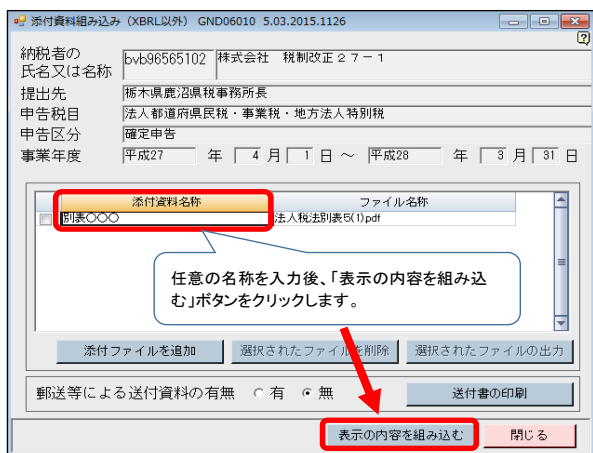 添付資料組み込み (XBRL以外) GND06010 5.03.2015.1126
納税者の
氏名又は名称 bvb96565102 株式会社 税制改正27-1
提出先 栃木県鹿沼県税事務所長
申告税目 法人都道府県民税・事業税・地方法人特別税
申告区分 確定申告
事業年度 平成27 年 4 月 1 日 ～ 平成28 年 3 月 31 日
添付資料名称 ファイル名称
別表〇〇〇 法人税法別表5(1).pdf
任意の名称を入力後、「表示の内容を組み込
む」ボタンをクリックします。
添付ファイルを追加 選択されたファイルを削除 選択されたファイルの出力
郵送等による送付資料の有無 有 無 送付書の印刷
表示の内容を組み込む 閉じる